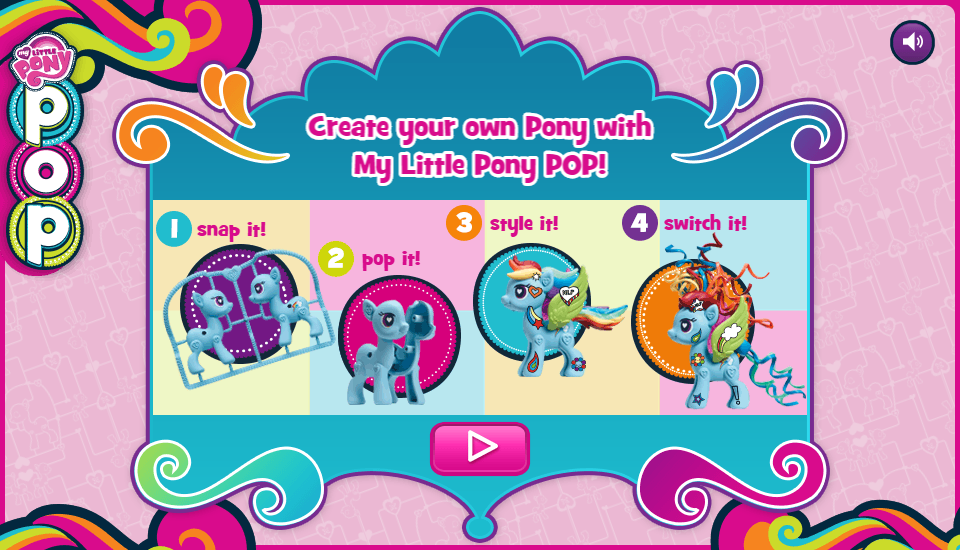 my LITTLE
PONY
POP
Create your own Pony with
My Little Pony POP!
1 snap it!
2 pop it!
3 style it!
4 switch it!
MLP
!